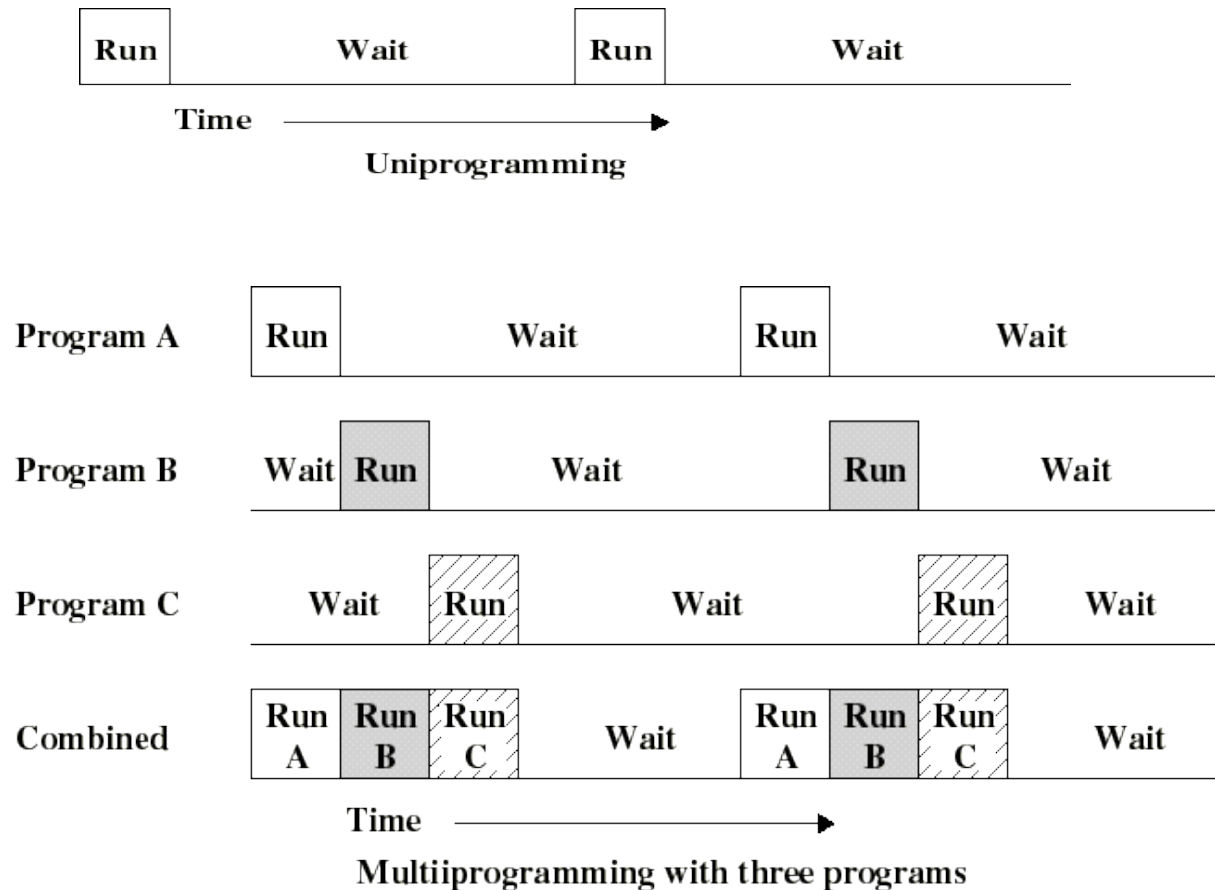 Run Wait Run Wait
Time
Uniprogramming
Program A Run Wait Run Wait
Program B Wait Run Wait Run Wait
Program C Wait Run Wait Run Wait
Run Run Run Run Run Run
Combined Wait Wait
A B C A B C
Time
Multiiprogramming with three programs